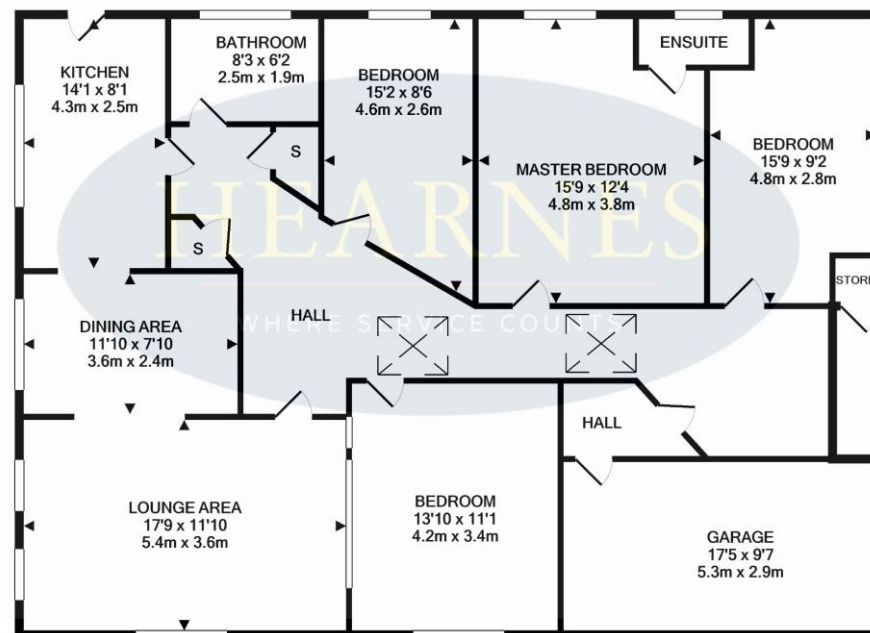 KITCHEN
14'1 x 8'1
4.3m x 2.5m
BATHROOM
8'3 x 6'2
2.5m x 1.9m
BEDROOM
15'2 x 8'6
4.6m x 2.6m
ENSUITE
MASTER BEDROOM
15'9 x 12'4
4.8m x 3.8m
BEDROOM
15'9 x 9'2
4.8m x 2.8m
S
S
HEARNES
WHERE SERVICE COUNTS
STORE
HALL
DINING AREA
11'10 x 7'10
3.6m x 2.4m
HALL
LOUNGE AREA
17'9 x 11'10
5.4m x 3.6m
BEDROOM
13'10 x 11'1
4.2m x 3.4m
GARAGE
17'5 x 9'7
5.3m x 2.9m